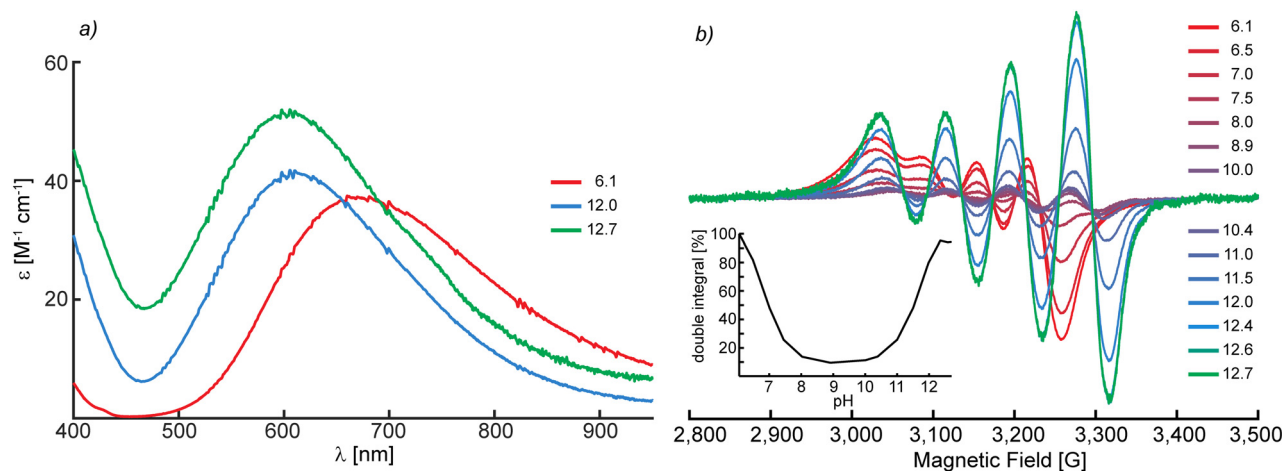 a)
60
40
20
ε [M-1 cm-1]
6.1
12.0
12.7
400 500 600 700 800 900
λ [nm]
b)
6.1
6.5
7.0
7.5
8.0
8.9
10.0
10.4
11.0
11.5
12.0
12.4
12.6
12.7
double integral [%]
100
80
60
40
20
7 8 9 10 11 12
pH
2,800 2,900 3,000 3,100 3,200 3,300 3,400 3,500
Magnetic Field [G]